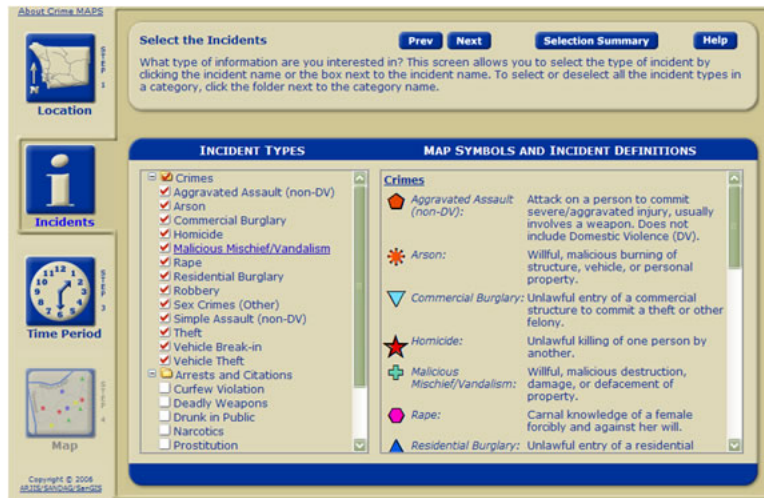 About Crime MAPS
STEP 1
Location
Incidents
STEP 3
Time Period
STEP 4
Map
Copyright © 2006
ARJIS/SANDAG/SanGIS
Select the Incidents
Prev
Next
Selection Summary
Help
What type of information are you interested in? This screen allows you to select the type of incident by
clicking the incident name or the box next to the incident name. To select or deselect all the incident types in
a category, click the folder next to the category name.
INCIDENT TYPES
Crimes
Aggravated Assault (non-DV)
Arson
Commercial Burglary
Homicide
Malicious Mischief/Vandalism
Rape
Residential Burglary
Robbery
Sex Crimes (Other)
Simple Assault (non-DV)
Theft
Vehicle Break-in
Vehicle Theft
Arrests and Citations
Curfew Violation
Deadly Weapons
Drunk in Public
Narcotics
Prostitution
MAP SYMBOLS AND INCIDENT DEFINITIONS
Crimes
Aggravated Assault
(non-DV):
Attack on a person to commit
severe/aggravated injury, usually
involves a weapon. Does not
include Domestic Violence (DV).
Arson:
Willful, malicious burning of
structure, vehicle, or personal
property.
Commercial Burglary:
Unlawful entry of a commercial
structure to commit a theft or other
felony.
Homicide:
Unlawful killing of one person by
another.
Malicious
Mischief/Vandalism:
Willful, malicious destruction,
damage, or defacement of
property.
Rape:
Carnal knowledge of a female
forcibly and against her will.
Residential Burglary:
Unlawful entry of a residential